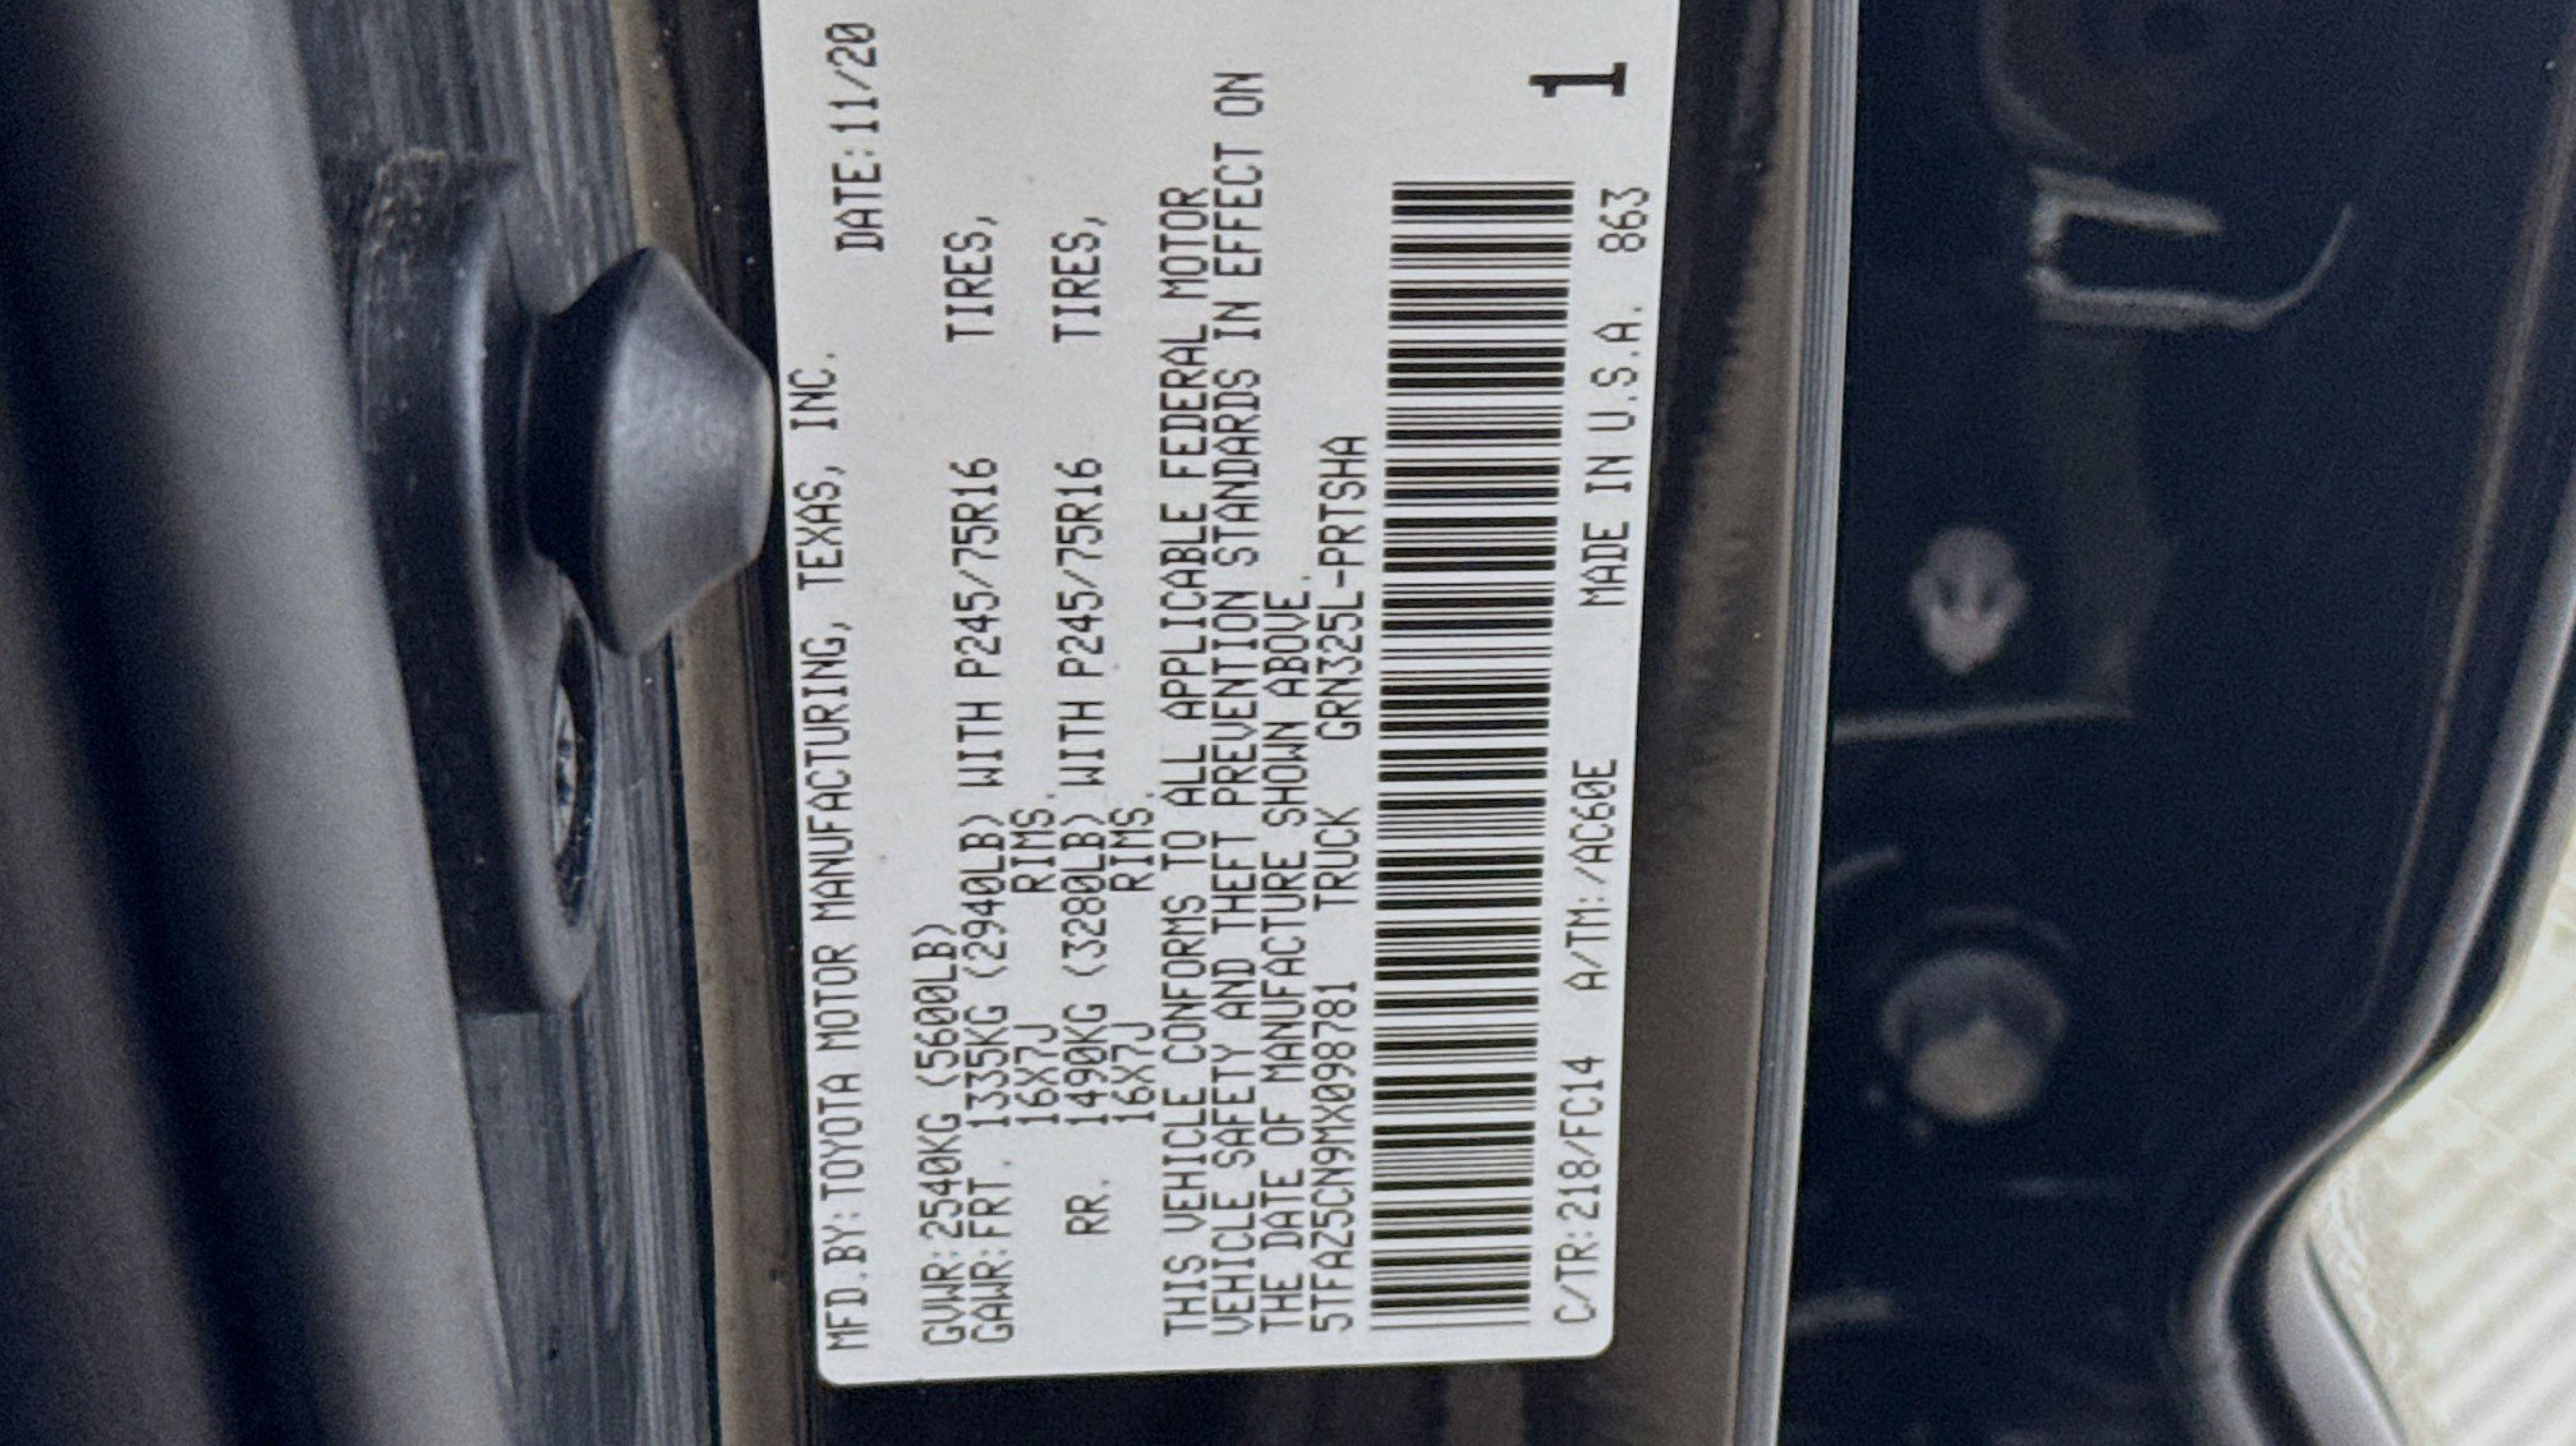 MFD.BY:TOYOTA MOTOR MANUFACTURING, TEXAS, INC.
DATE:11/20
GVWR:2540KG (5600LB)
GAWR:FRT. 1335KG (2940LB) WITH P245/75R16 TIRES,
16X7J RIMS.
RR. 1490KG (3280LB) WITH P245/75R16 TIRES,
16X7J RIMS.
THIS VEHICLE CONFORMS TO ALL APPLICABLE FEDERAL MOTOR
VEHICLE SAFETY AND THEFT PREVENTION STANDARDS IN EFFECT ON
THE DATE OF MANUFACTURE SHOWN ABOVE.
5TFAZ5CN9MX098781 TRUCK GRN325L-PRTSHA
1
C/TR:218/FC14 A/TM:/AC60E MADE IN U.S.A. 863